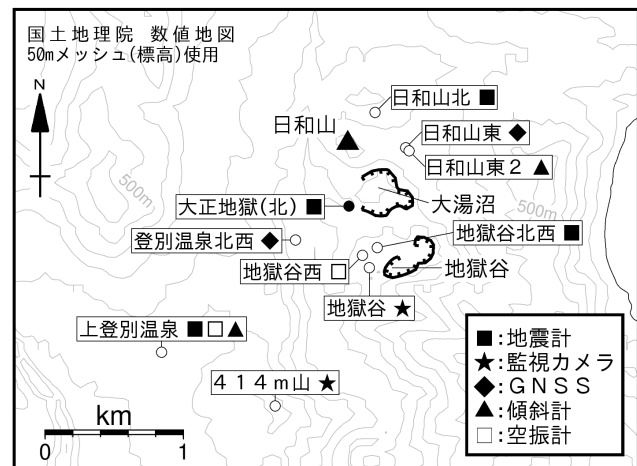 国土地理院 数値地図
50mメッシュ(標高)使用
N
日和山北 ■
日和山
日和山東 ◆
日和山東2 ▲
500m
大正地獄(北) ■
大湯沼
500m
地獄谷北西 ■
登別温泉北西 ◆
地獄谷西 □
地獄谷
地獄谷 ★
上登別温泉 ■□▲
414m山 ★
■:地震計
★:監視カメラ
◆:GNSS
▲:傾斜計
□:空振計
km
0 1